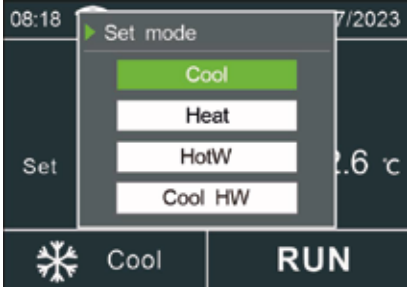 08:18 7/2023
Set mode
Cool
Heat
HotW
Set .6 ℃
Cool HW
Cool RUN